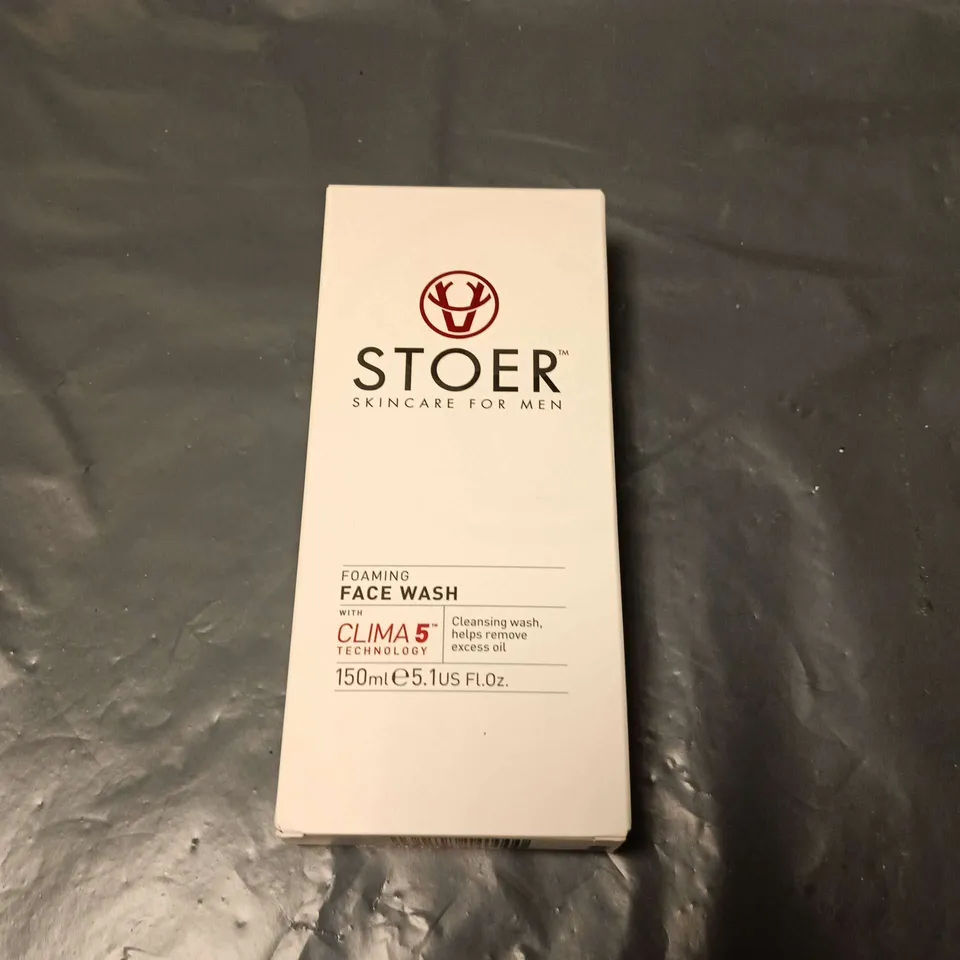 STOER™
SKINCARE FOR MEN
FOAMING
FACE WASH
WITH
CLIMA 5™
TECHNOLOGY
Cleansing wash,
helps remove
excess oil
150ml℮5.1US Fl.Oz.